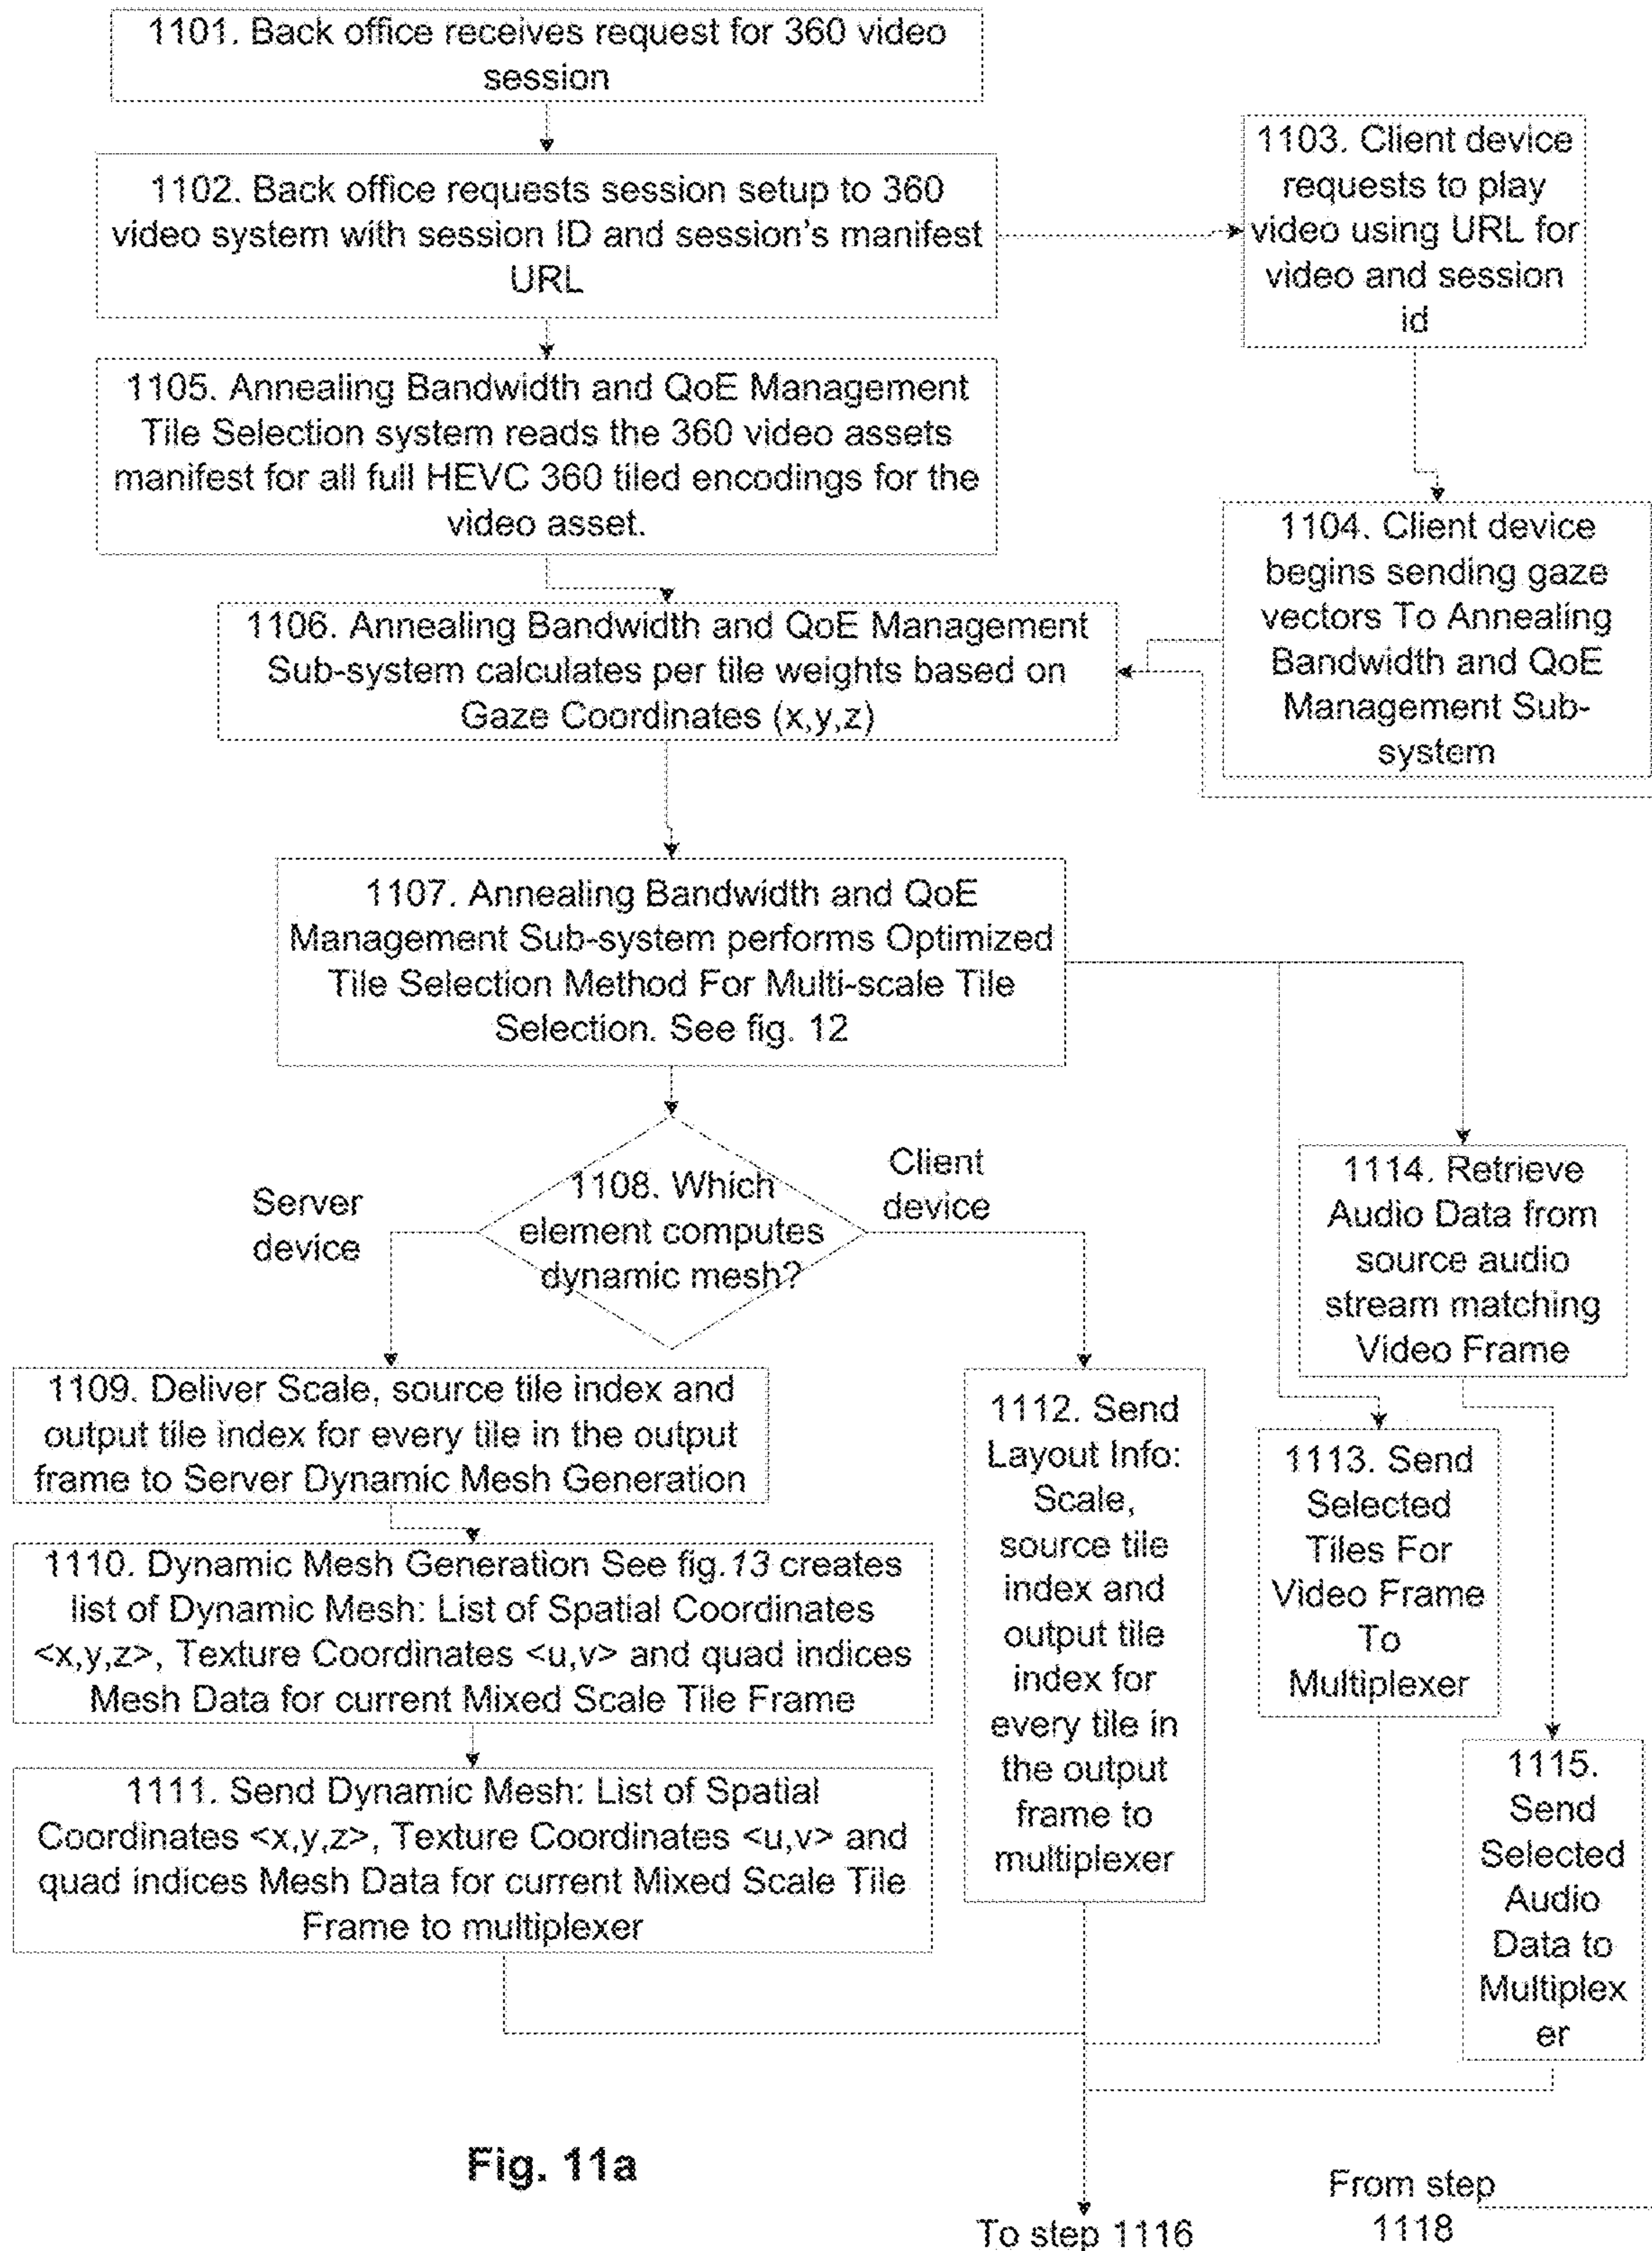 1101. Back office receives request for 360 video
session
1102. Back office requests session setup to 360
video system with session ID and session's manifest
URL
1103. Client device
requests to play
video using URL for
video and session
id
1105. Annealing Bandwidth and QoE Management
Tile Selection system reads the 360 video assets
manifest for all full HEVC 360 tiled encodings for the
video asset.
1104. Client device
begins sending gaze
vectors To Annealing
Bandwidth and QoE
Management Sub-
system
1106. Annealing Bandwidth and QoE Management
Sub-system calculates per tile weights based on
Gaze Coordinates (x,y,z)
1107. Annealing Bandwidth and QoE
Management Sub-system performs Optimized
Tile Selection Method For Multi-scale Tile
Selection. See fig. 12
1108. Which
element computes
dynamic mesh?
Server
device
Client
device
1109. Deliver Scale, source tile index and
output tile index for every tile in the output
frame to Server Dynamic Mesh Generation
1110. Dynamic Mesh Generation See fig.13 creates
list of Dynamic Mesh: List of Spatial Coordinates
<x,y,z>, Texture Coordinates <u,v> and quad indices
Mesh Data for current Mixed Scale Tile Frame
1111. Send Dynamic Mesh: List of Spatial
Coordinates <x,y,z>, Texture Coordinates <u,v> and
quad indices Mesh Data for current Mixed Scale Tile
Frame to multiplexer
1112. Send
Layout Info:
Scale,
source tile
index and
output tile
index for
every tile in
the output
frame to
multiplexer
1114. Retrieve
Audio Data from
source audio
stream matching
Video Frame
1113. Send
Selected
Tiles For
Video Frame
To
Multiplexer
1115.
Send
Selected
Audio
Data to
Multiplex
er
Fig. 11a
To step 1116
From step
1118